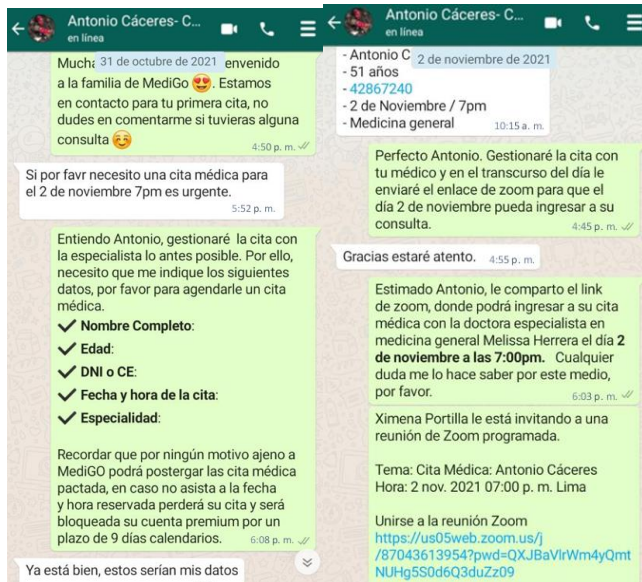 Antonio Cáceres- C...
en línea
Mucha
31 de octubre de 2021
envenido
a la familia de MediGo 😍. Estamos
en contacto para tu primera cita, no
dudes en comentarme si tuvieras alguna
consulta ☺️
4:50 p. m.
Si por favr necesito una cita médica para
el 2 de noviembre 7pm es urgente.
5:52 p. m.
Entiendo Antonio, gestionaré la cita con
la especialista lo antes posible. Por ello,
necesito que me indique los siguientes
datos, por favor para agendarle un cita
médica.
✔ Nombre Completo:
✔ Edad:
✔ DNI o CE:
✔ Fecha y hora de la cita:
✔ Especialidad:
Recordar que por ningún motivo ajeno a
MediGO podrá postergar las cita médica
pactada, en caso no asista a la fecha
y hora reservada perderá su cita y será
bloqueada su cuenta premium por un
plazo de 9 días calendarios.
6:08 p. m.
Ya está bien, estos serían mis datos
Antonio Cáceres- C...
en línea
- Antonio C
2 de noviembre de 2021
- 51 años
- 42867240
- 2 de Noviembre / 7pm
- Medicina general
10:15 a. m.
Perfecto Antonio. Gestionaré la cita con
tu médico y en el transcurso del día le
enviaré el enlace de zoom para que el
día 2 de noviembre pueda ingresar a su
consulta.
4:45 p. m.
Gracias estaré atento.
4:55 p. m.
Estimado Antonio, le comparto el link
de zoom, donde podrá ingresar a su cita
médica con la doctora especialista en
medicina general Melissa Herrera el día 2
de noviembre a las 7:00pm. Cualquier
duda me lo hace saber por este medio,
por favor.
6:03 p. m.
Ximena Portilla le está invitando a una
reunión de Zoom programada.
Tema: Cita Médica: Antonio Cáceres
Hora: 2 nov. 2021 07:00 p. m. Lima
Unirse a la reunión Zoom
https://us05web.zoom.us/j
/87043613954?pwd=QXJBaVlrWm4yQmt
NUHg5S0d6Q3duZz09